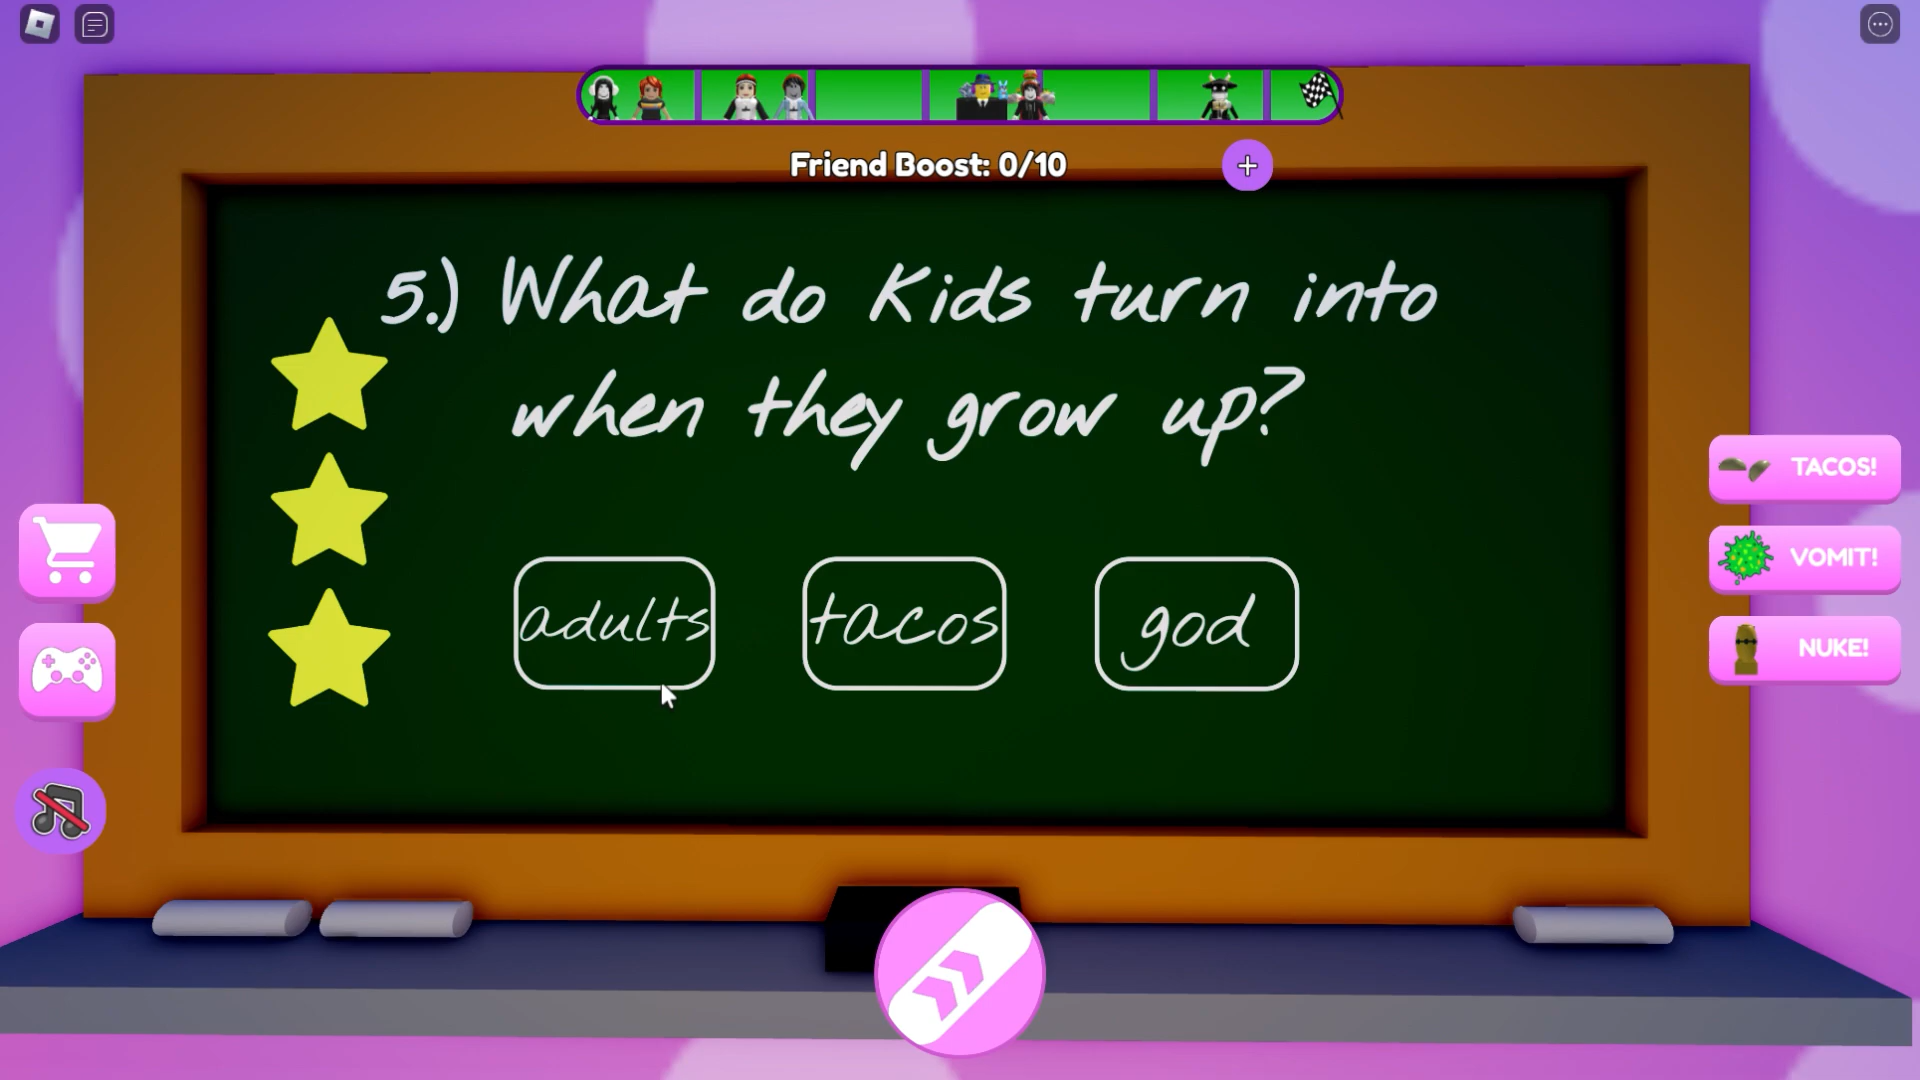 Friend Boost: 0/10
+
5.) What do Kids turn into
when they grow up?
adults
tacos
god
TACOS!
VOMIT!
NUKE!